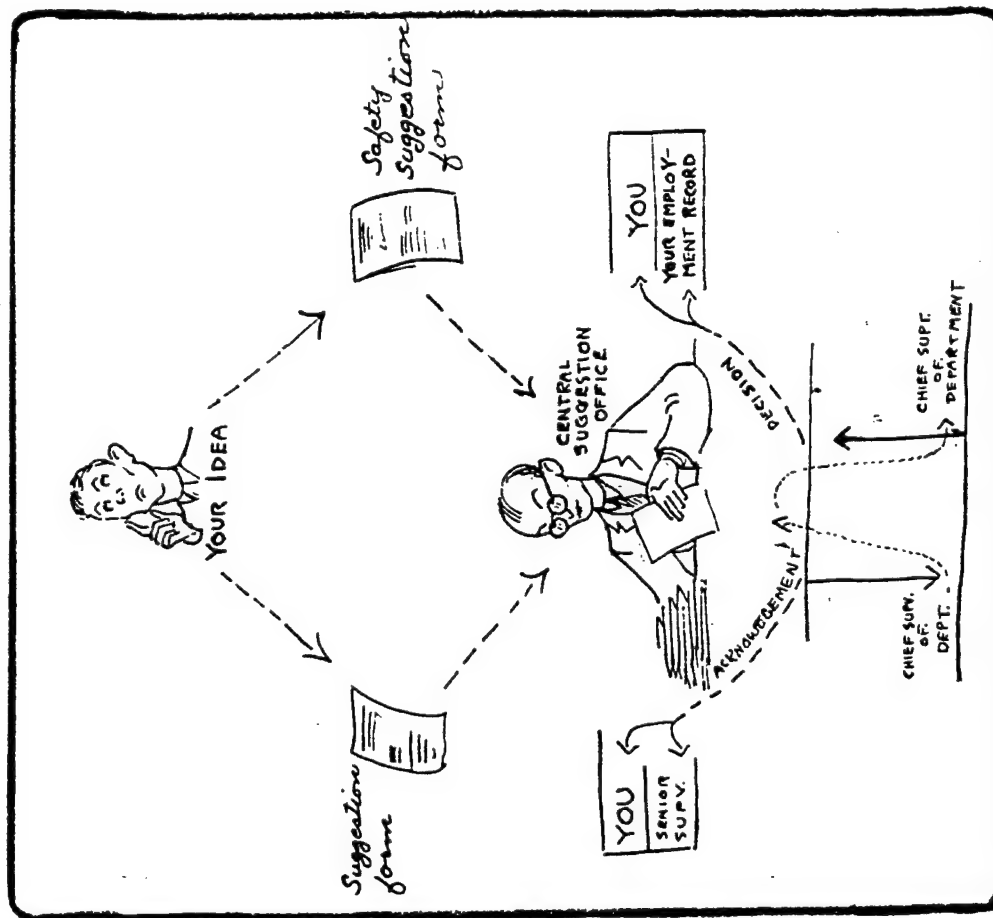 YOUR IDEA
Suggestion
form
Safety
Suggestion
form
CENTRAL
SUGGESTION
OFFICE
ACKNOWLEDGEMENT
DECISION
YOU
SENIOR
SUPV.
YOU
YOUR EMPLOY-
MENT RECORD
CHIEF SUPV.
OF.
DEPT.
CHIEF SUPT.
OF.
DEPARTMENT